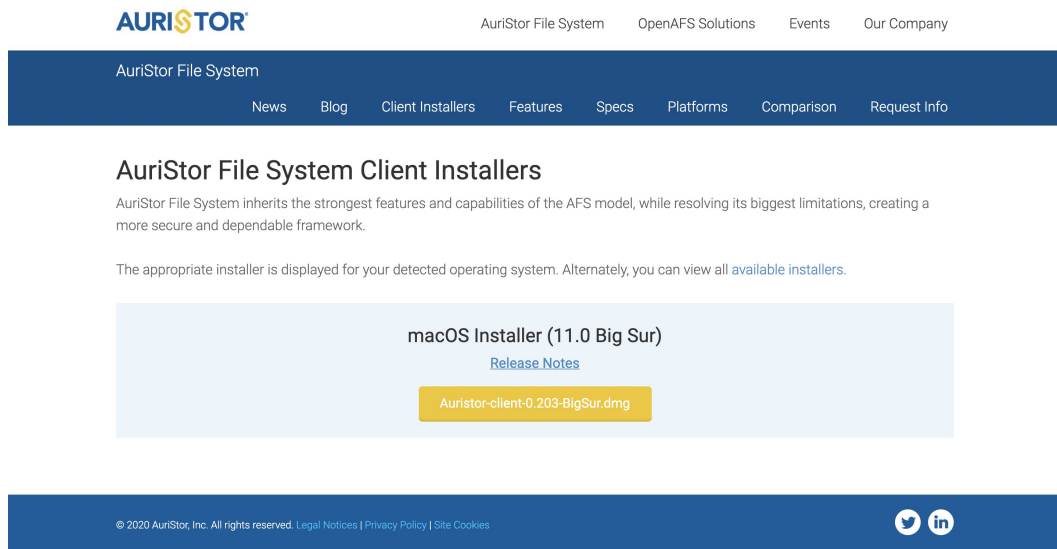 AURISTOR®
AuriStor File System OpenAFS Solutions Events Our Company
AuriStor File System
News Blog Client Installers Features Specs Platforms Comparison Request Info
AuriStor File System Client Installers
AuriStor File System inherits the strongest features and capabilities of the AFS model, while resolving its biggest limitations, creating a
more secure and dependable framework.
The appropriate installer is displayed for your detected operating system. Alternately, you can view all available installers.
macOS Installer (11.0 Big Sur)
Release Notes
Auristor-client-0.203-BigSur.dmg
© 2020 AuriStor, Inc. All rights reserved. Legal Notices | Privacy Policy | Site Cookies
in